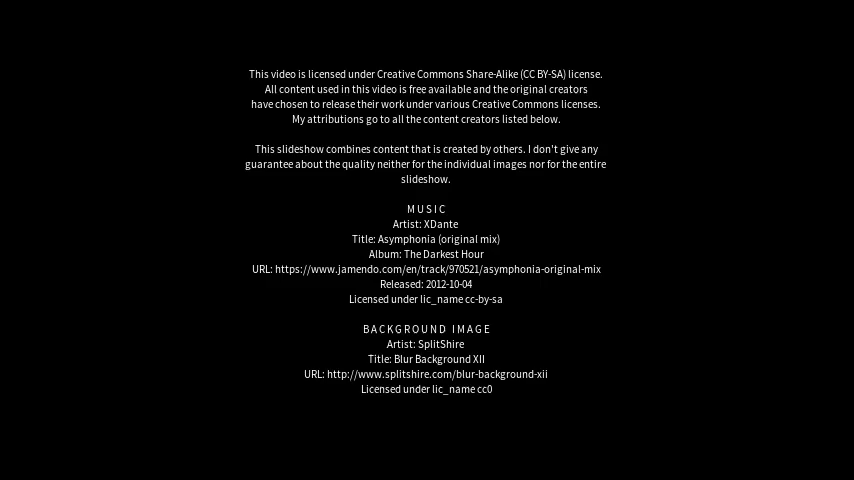 This video is licensed under Creative Commons Share-Alike (CC BY-SA) license.
All content used in this video is free available and the original creators
have chosen to release their work under various Creative Commons licenses.
My attributions go to all the content creators listed below.
This slideshow combines content that is created by others. I don't give any
guarantee about the quality neither for the individual images nor for the entire
slideshow.
MUSIC
Artist: XDante
Title: Asymphonia (original mix)
Album: The Darkest Hour
URL: https://www.jamendo.com/en/track/970521/asymphonia-original-mix
Released: 2012-10-04
Licensed under lic_name cc-by-sa
BACKGROUND IMAGE
Artist: SplitShire
Title: Blur Background XII
URL: http://www.splitshire.com/blur-background-xii
Licensed under lic_name cc0